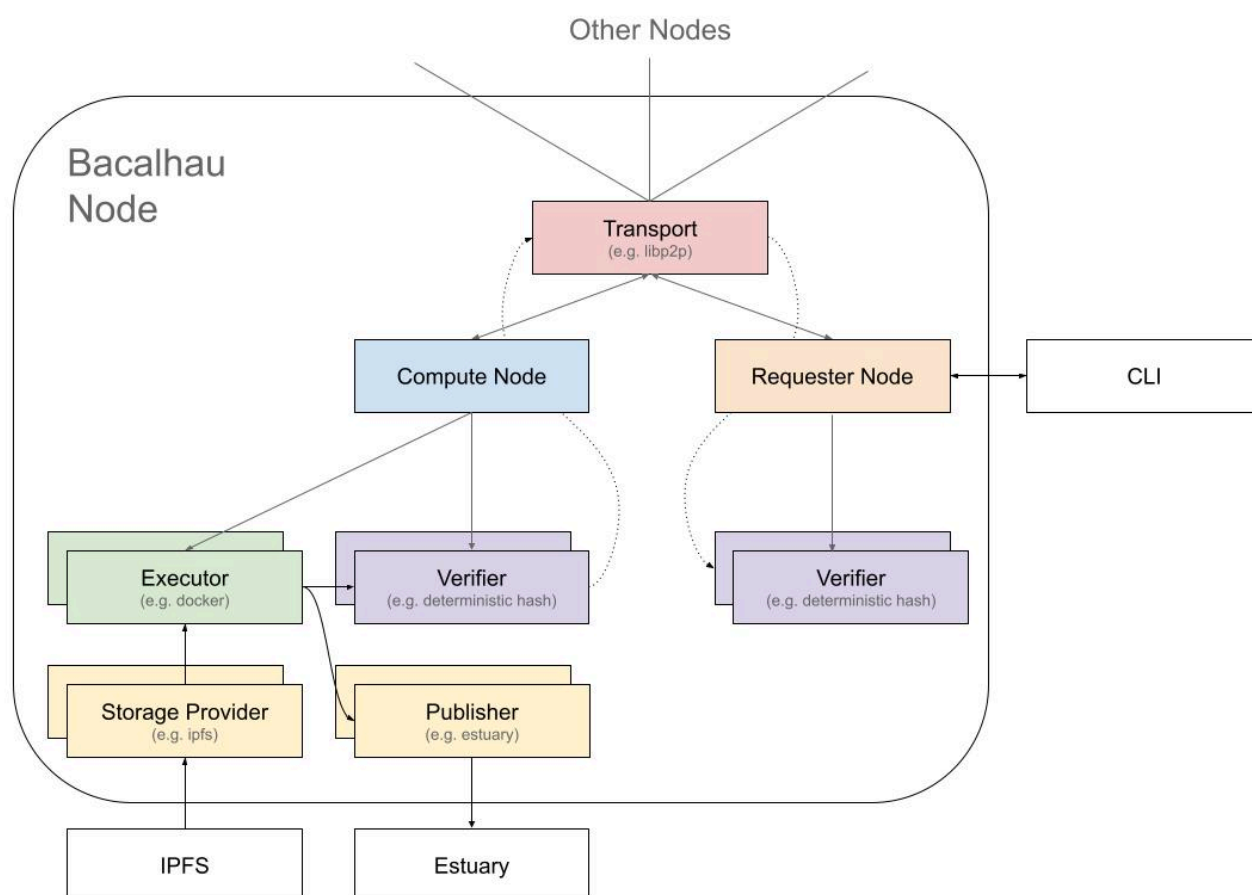 Other Nodes
Bacalhau
Node
Transport
(e.g. libp2p)
Compute Node
Requester Node
CLI
Executor
(e.g. docker)
Verifier
(e.g. deterministic hash)
Verifier
(e.g. deterministic hash)
Storage Provider
(e.g. ipfs)
Publisher
(e.g. estuary)
IPFS
Estuary